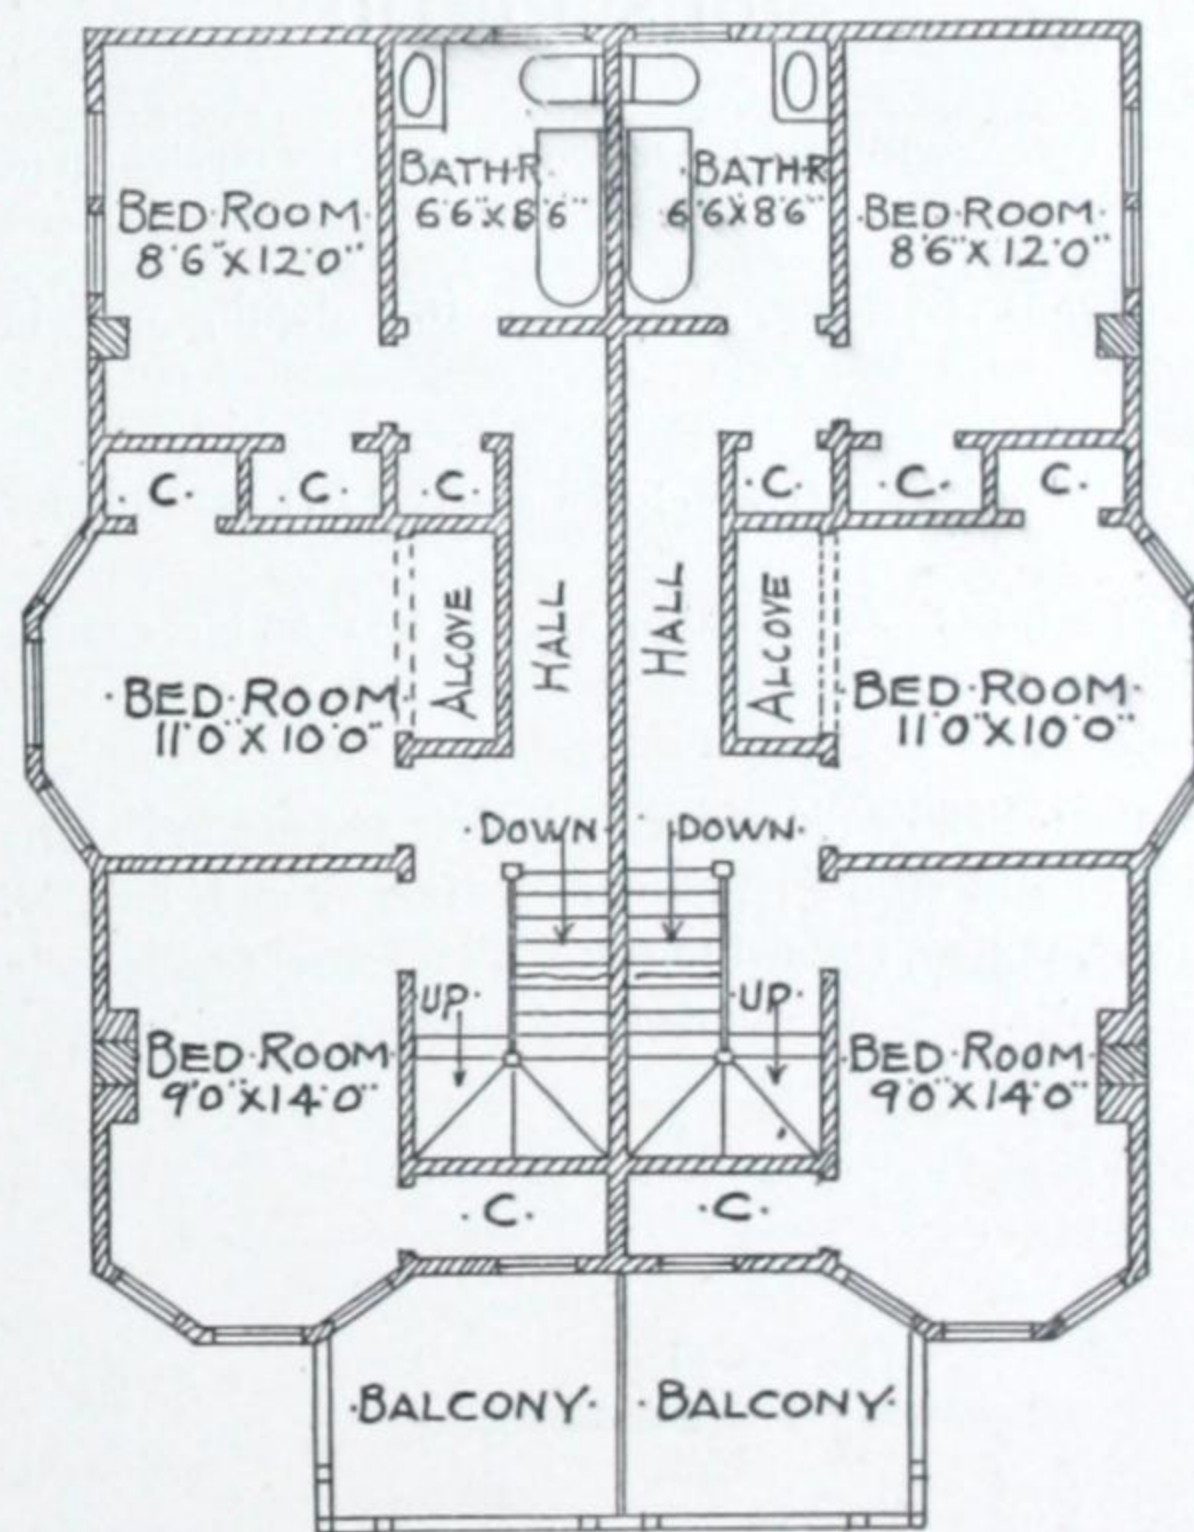 BATH·R· ·BATH·R
6'6"X8'6" 6'6"X8'6"
BED·ROOM· ·BED·ROOM·
8'6"X12'0" 8'6"X12'0"
·C· ·C· ·C· ·C· ·C· C·
ALCOVE HALL HALL ALCOVE
·BED·ROOM· ·BED·ROOM·
11'0"X10'0" 11'0"X10'0"
·DOWN· ·DOWN·
·UP· ·UP·
·BED·ROOM· ·BED·ROOM·
9'0"X14'0" 9'0"X14'0"
·C· ·C·
·BALCONY· ·BALCONY·